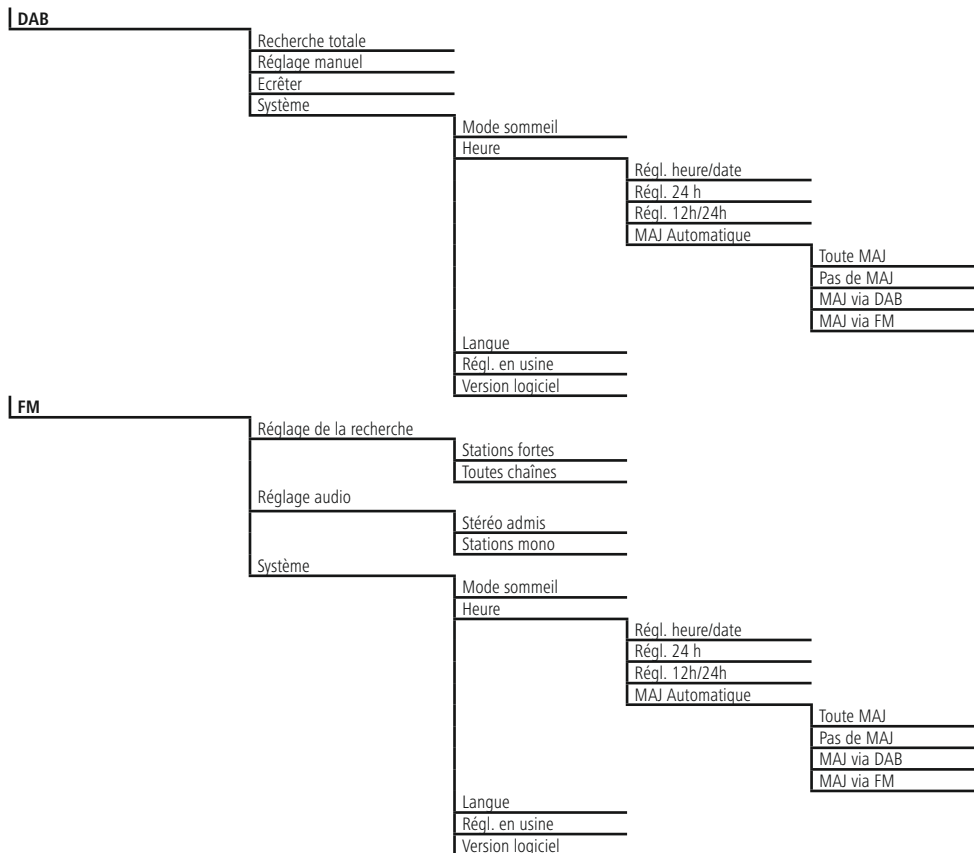 DAB
Recherche totale
Réglage manuel
Ecrêter
Système
Mode sommeil
Heure
Régl. heure/date
Régl. 24 h
Régl. 12h/24h
MAJ Automatique
Toute MAJ
Pas de MAJ
MAJ via DAB
MAJ via FM
Langue
Régl. en usine
Version logiciel
FM
Réglage de la recherche
Stations fortes
Toutes chaînes
Réglage audio
Stéréo admis
Stations mono
Système
Mode sommeil
Heure
Régl. heure/date
Régl. 24 h
Régl. 12h/24h
MAJ Automatique
Toute MAJ
Pas de MAJ
MAJ via DAB
MAJ via FM
Langue
Régl. en usine
Version logiciel